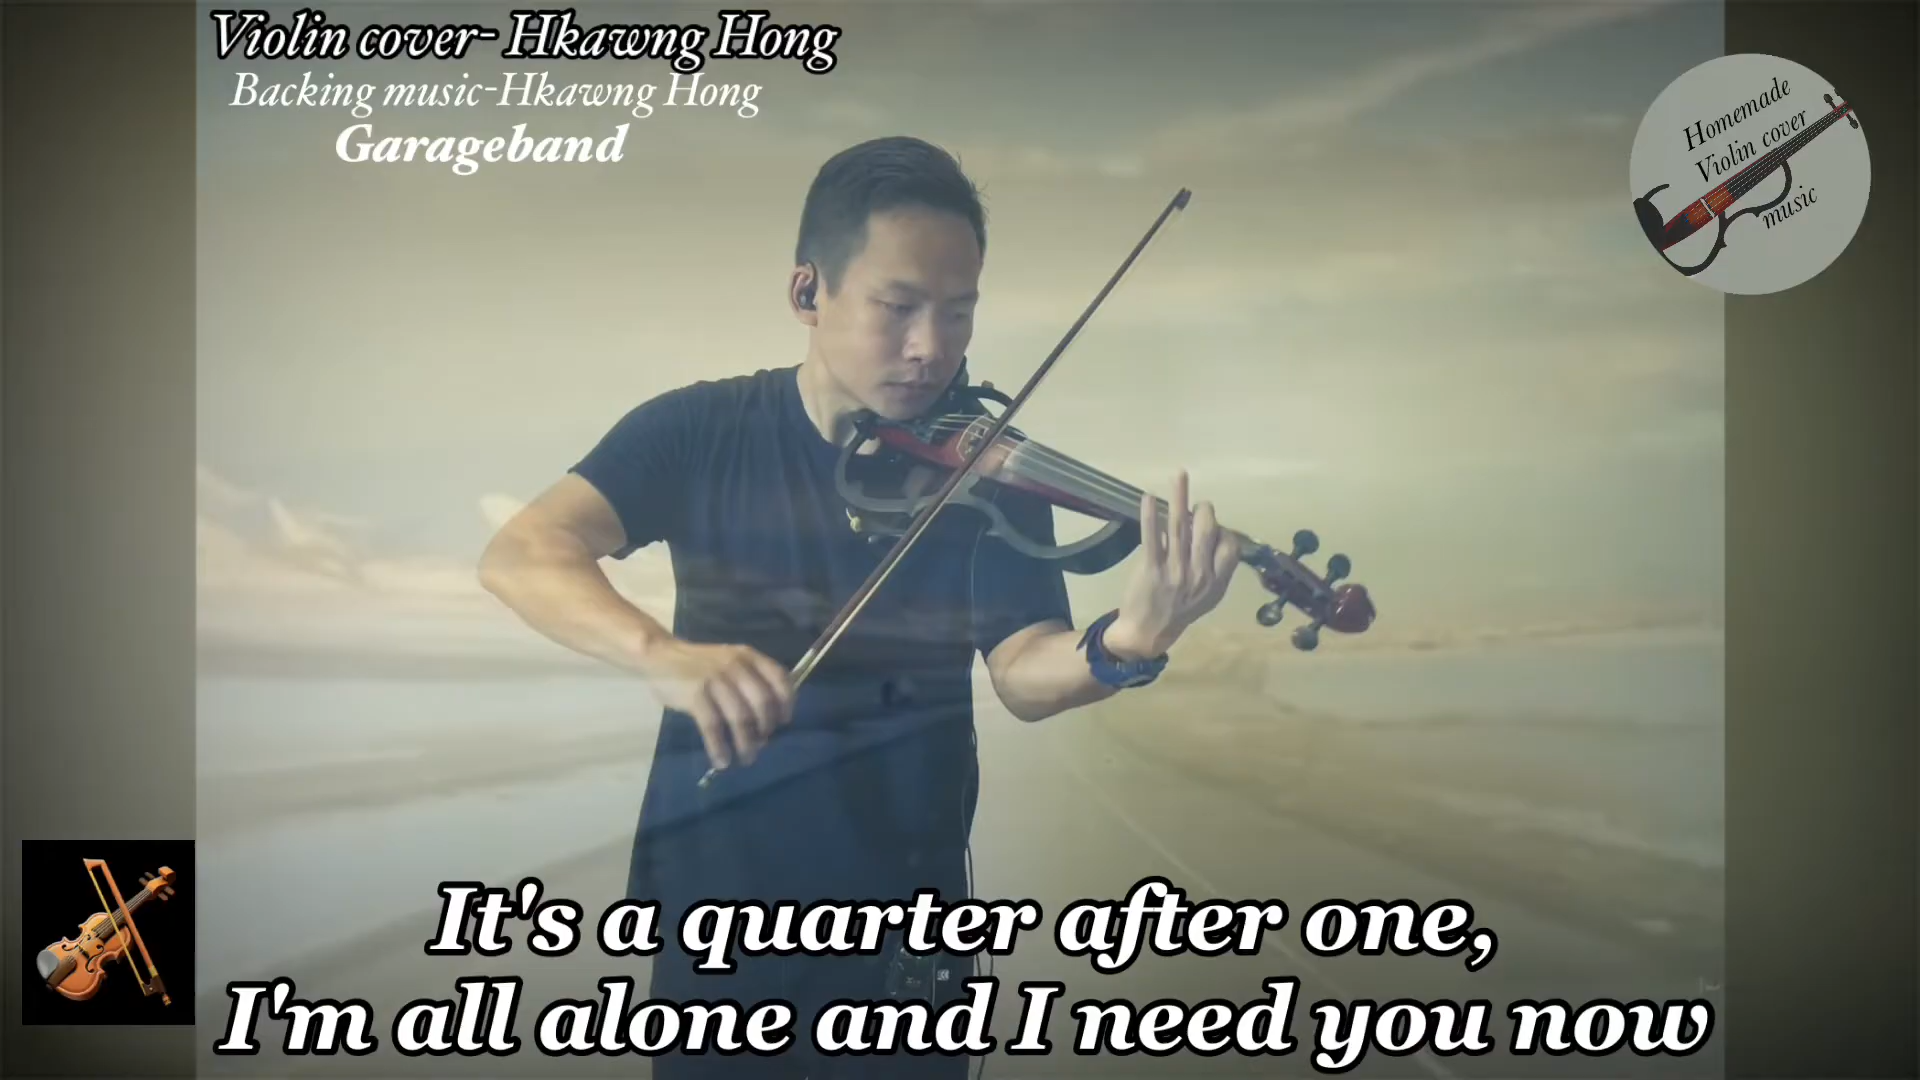 Violin cover- Hkawng Hong
Backing music-Hkawng Hong
Garageband
Homemade
Violin cover
music
It's a quarter after one,
I'm all alone and I need you now